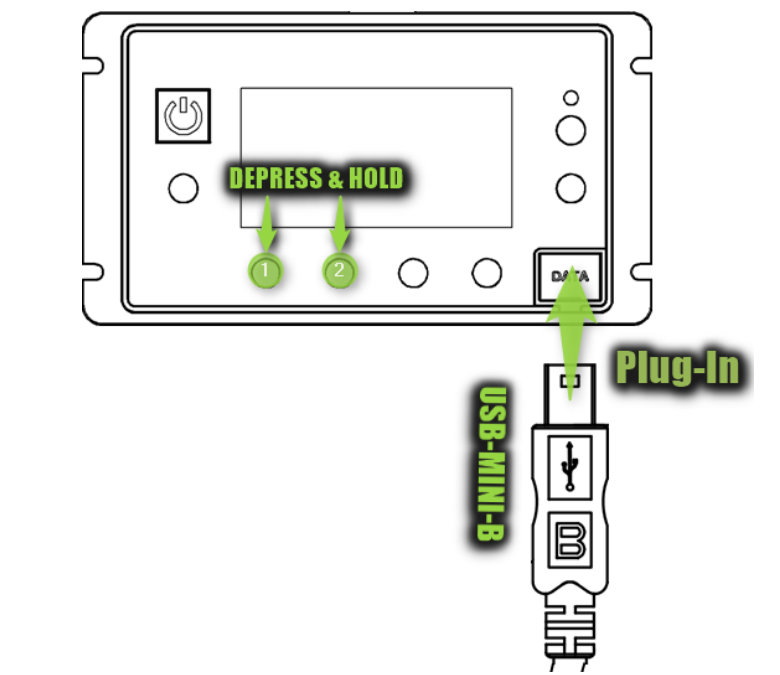 DEPRESS & HOLD
1
2
DATA
Plug-In
USB-MINI-B
B